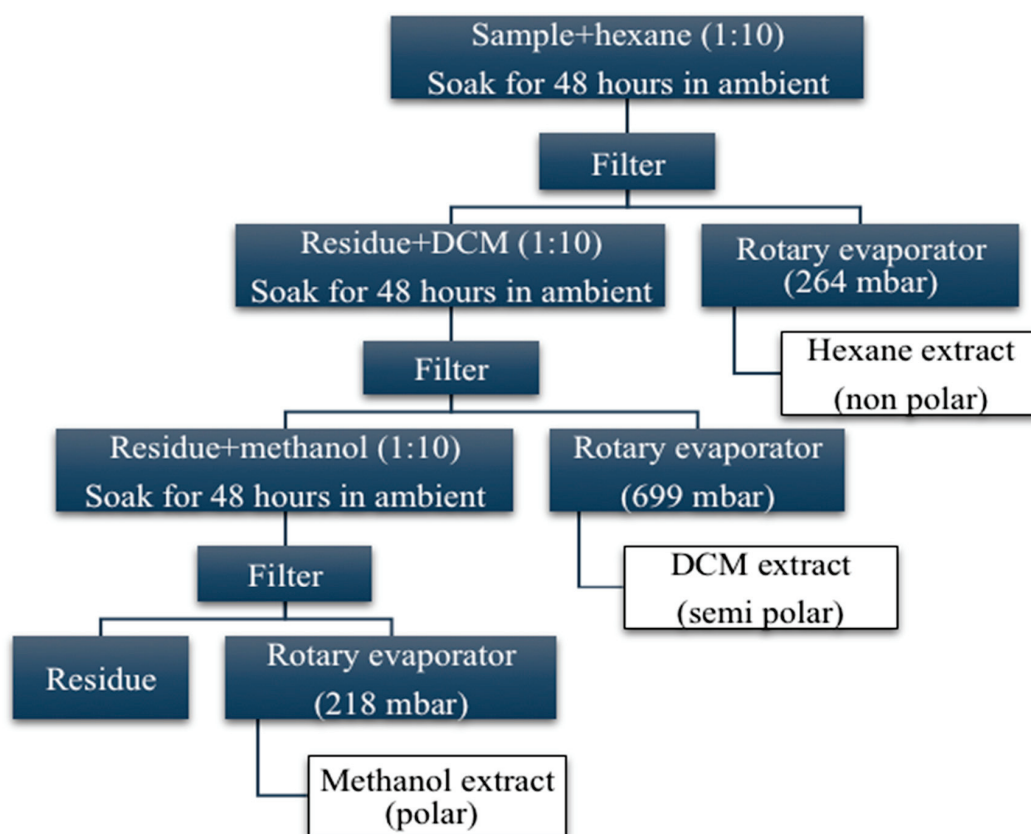 Sample+hexane (1:10)
Soak for 48 hours in ambient
Filter
Residue+DCM (1:10)
Soak for 48 hours in ambient
Rotary evaporator
(264 mbar)
Hexane extract
(non polar)
Filter
Residue+methanol (1:10)
Soak for 48 hours in ambient
Rotary evaporator
(699 mbar)
DCM extract
(semi polar)
Filter
Residue
Rotary evaporator
(218 mbar)
Methanol extract
(polar)